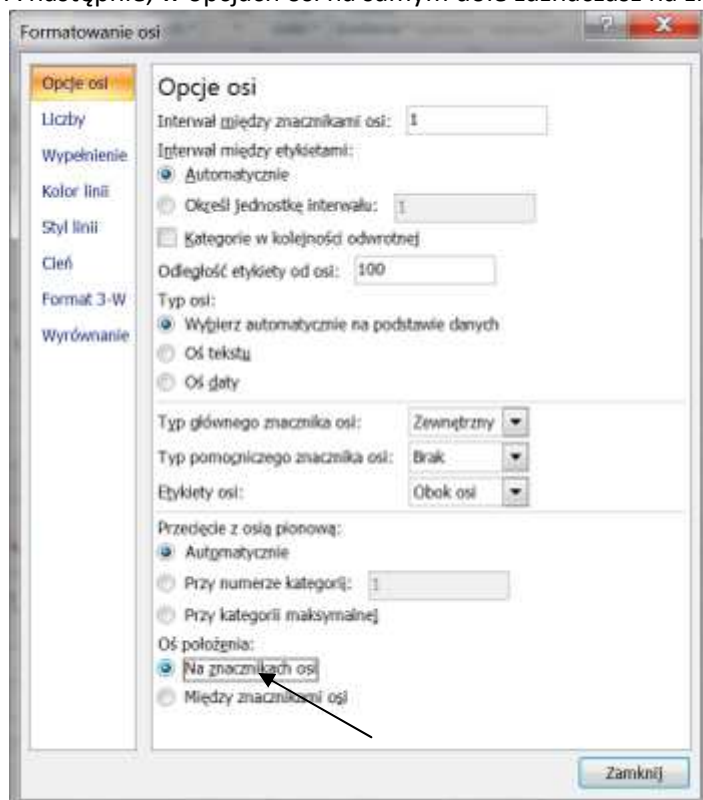 Formatowanie osi
Opcje osi
Liczby
Wypełnienie
Kolor linii
Styl linii
Cień
Format 3-W
Wyrównanie
Opcje osi
Interwał między znacznikami osi: 1
Interwał między etykietami:
Automatycznie
Określ jednostkę interwału: 1
Kategorie w kolejności odwrotnej
Odległość etykiety od osi: 100
Typ osi:
Wybierz automatycznie na podstawie danych
Oś tekstu
Oś daty
Typ głównego znacznika osi: Zewnętrzny
Typ pomocniczego znacznika osi: Brak
Etykiety osi: Obok osi
Przecięcie z osią pionową:
Automatycznie
Przy numerze kategorii: 1
Przy kategorii maksymalnej
Oś położenia:
Na znacznikach osi
Między znacznikami osi
Zamknij